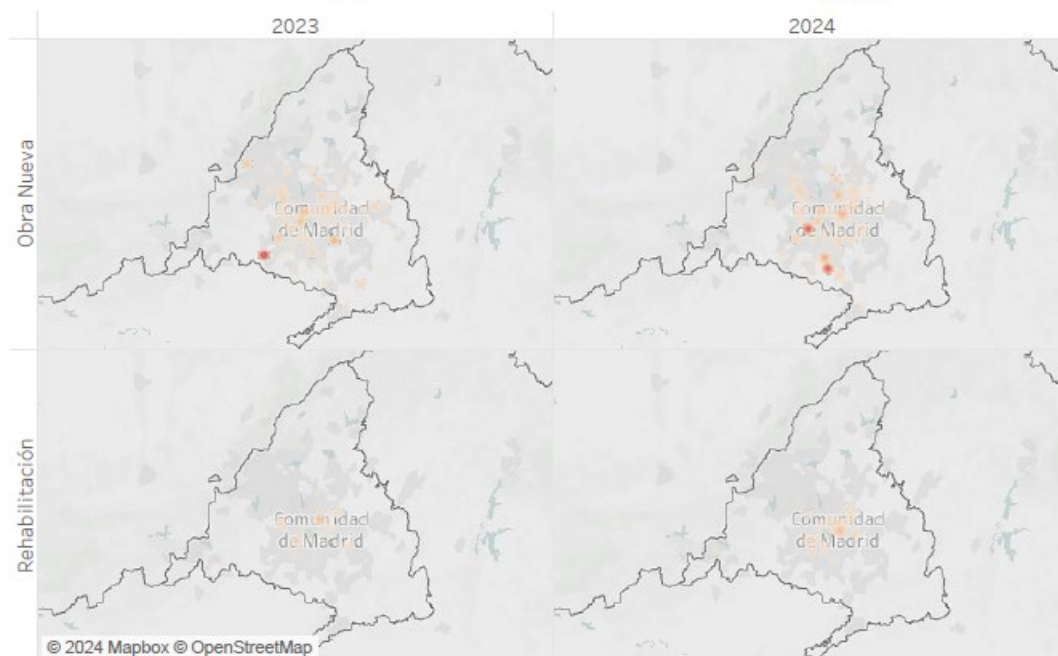 2023
2024
Obra Nueva
Comunidad
de Madrid
Comunidad
de Madrid
Rehabilitación
Comunidad
de Madrid
Comunidad
de Madrid
© 2024 Mapbox © OpenStreetMap